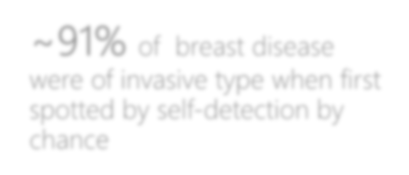 ~91% of breast disease
were of invasive type when first
spotted by self-detection by
chance